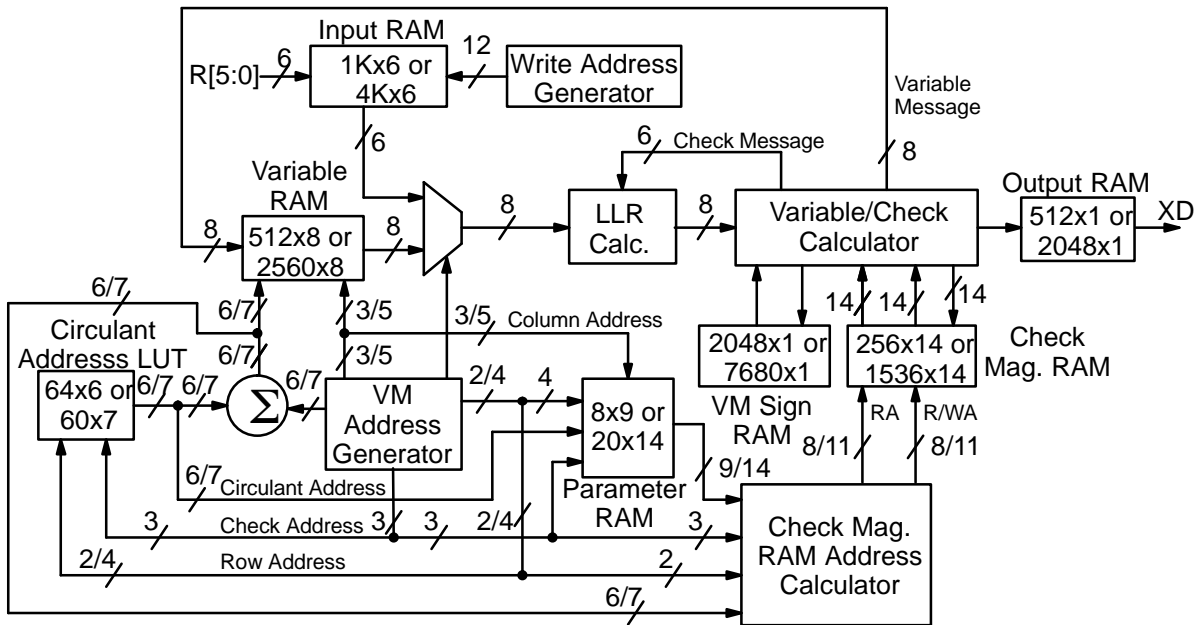 Input RAM
R[5:0]
6
1Kx6 or
4Kx6
12
Write Address
Generator
Variable
Message
6
8
Variable
RAM
6
Check Message
8
512x8 or
2560x8
8
8
LLR
Calc.
8
Variable/Check
Calculator
Output RAM
512x1 or
2048x1
XD
6/7
6/7
3/5
3/5
Column Address
14
14
14
Circulant
Addresss LUT
6/7
3/5
2048x1 or
7680x1
256x14 or
1536x14
Check
Mag. RAM
64x6 or
60x7
6/7
6/7
Σ
6/7
VM
Address
Generator
2/4
4
8x9 or
20x14
VM Sign
RAM
RA
R/WA
8/11
8/11
9/14
6/7
Circulant Address
Parameter
RAM
3
Check Address
3
3
2/4
3
Check Mag.
RAM Address
Calculator
2/4
Row Address
2
6/7